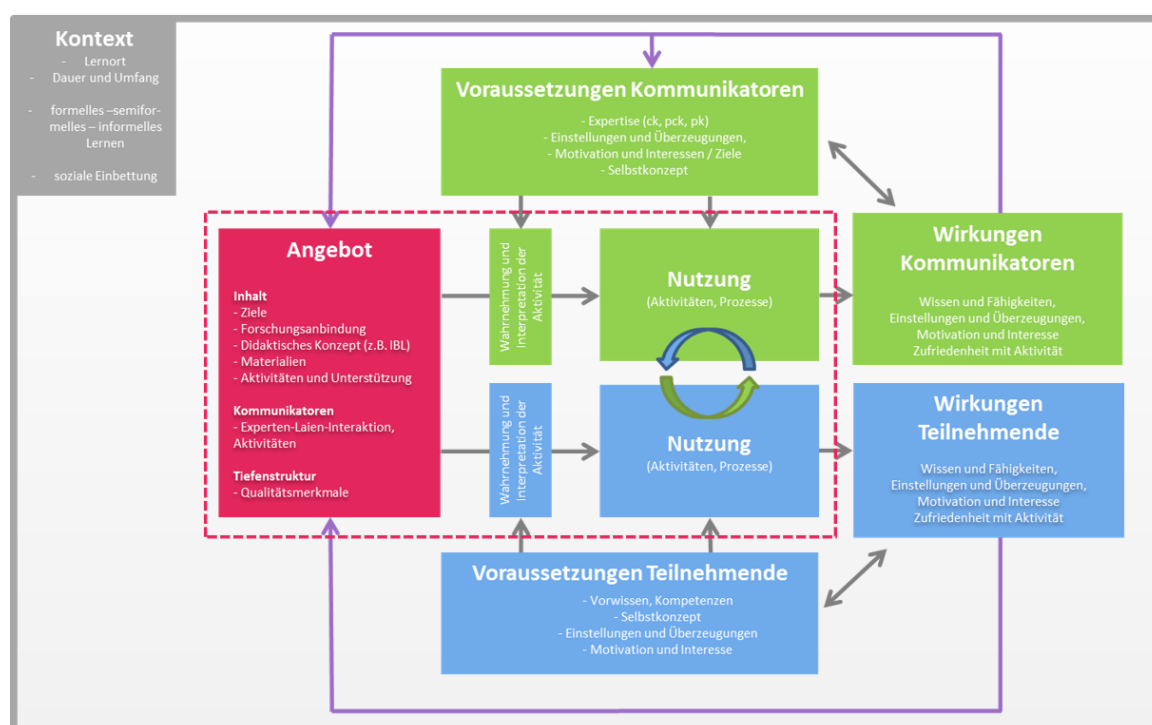 Kontext
- Lernort
- Dauer und Umfang
- formelles –semifor-
melles – informelles
Lernen
- soziale Einbettung
Voraussetzungen Kommunikatoren
- Expertise (ck, pck, pk)
- Einstellungen und Überzeugungen,
- Motivation und Interessen / Ziele
- Selbstkonzept
Angebot
Inhalt
- Ziele
- Forschungsanbindung
- Didaktisches Konzept (z.B. IBL)
- Materialien
- Aktivitäten und Unterstützung
Kommunikatoren
- Experten-Laien-Interaktion,
Aktivitäten
Tiefenstruktur
- Qualitätsmerkmale
Wahrnehmung und
Interpretation der
Aktivität
Nutzung
(Aktivitäten, Prozesse)
Wirkungen
Kommunikatoren
Wissen und Fähigkeiten,
Einstellungen und Überzeugungen,
Motivation und Interesse
Zufriedenheit mit Aktivität
Wahrnehmung und
Interpretation der
Aktivität
Nutzung
(Aktivitäten, Prozesse)
Wirkungen
Teilnehmende
Wissen und Fähigkeiten,
Einstellungen und Überzeugungen,
Motivation und Interesse
Zufriedenheit mit Aktivität
Voraussetzungen Teilnehmende
- Vorwissen, Kompetenzen
- Selbstkonzept
- Einstellungen und Überzeugungen
- Motivation und Interesse